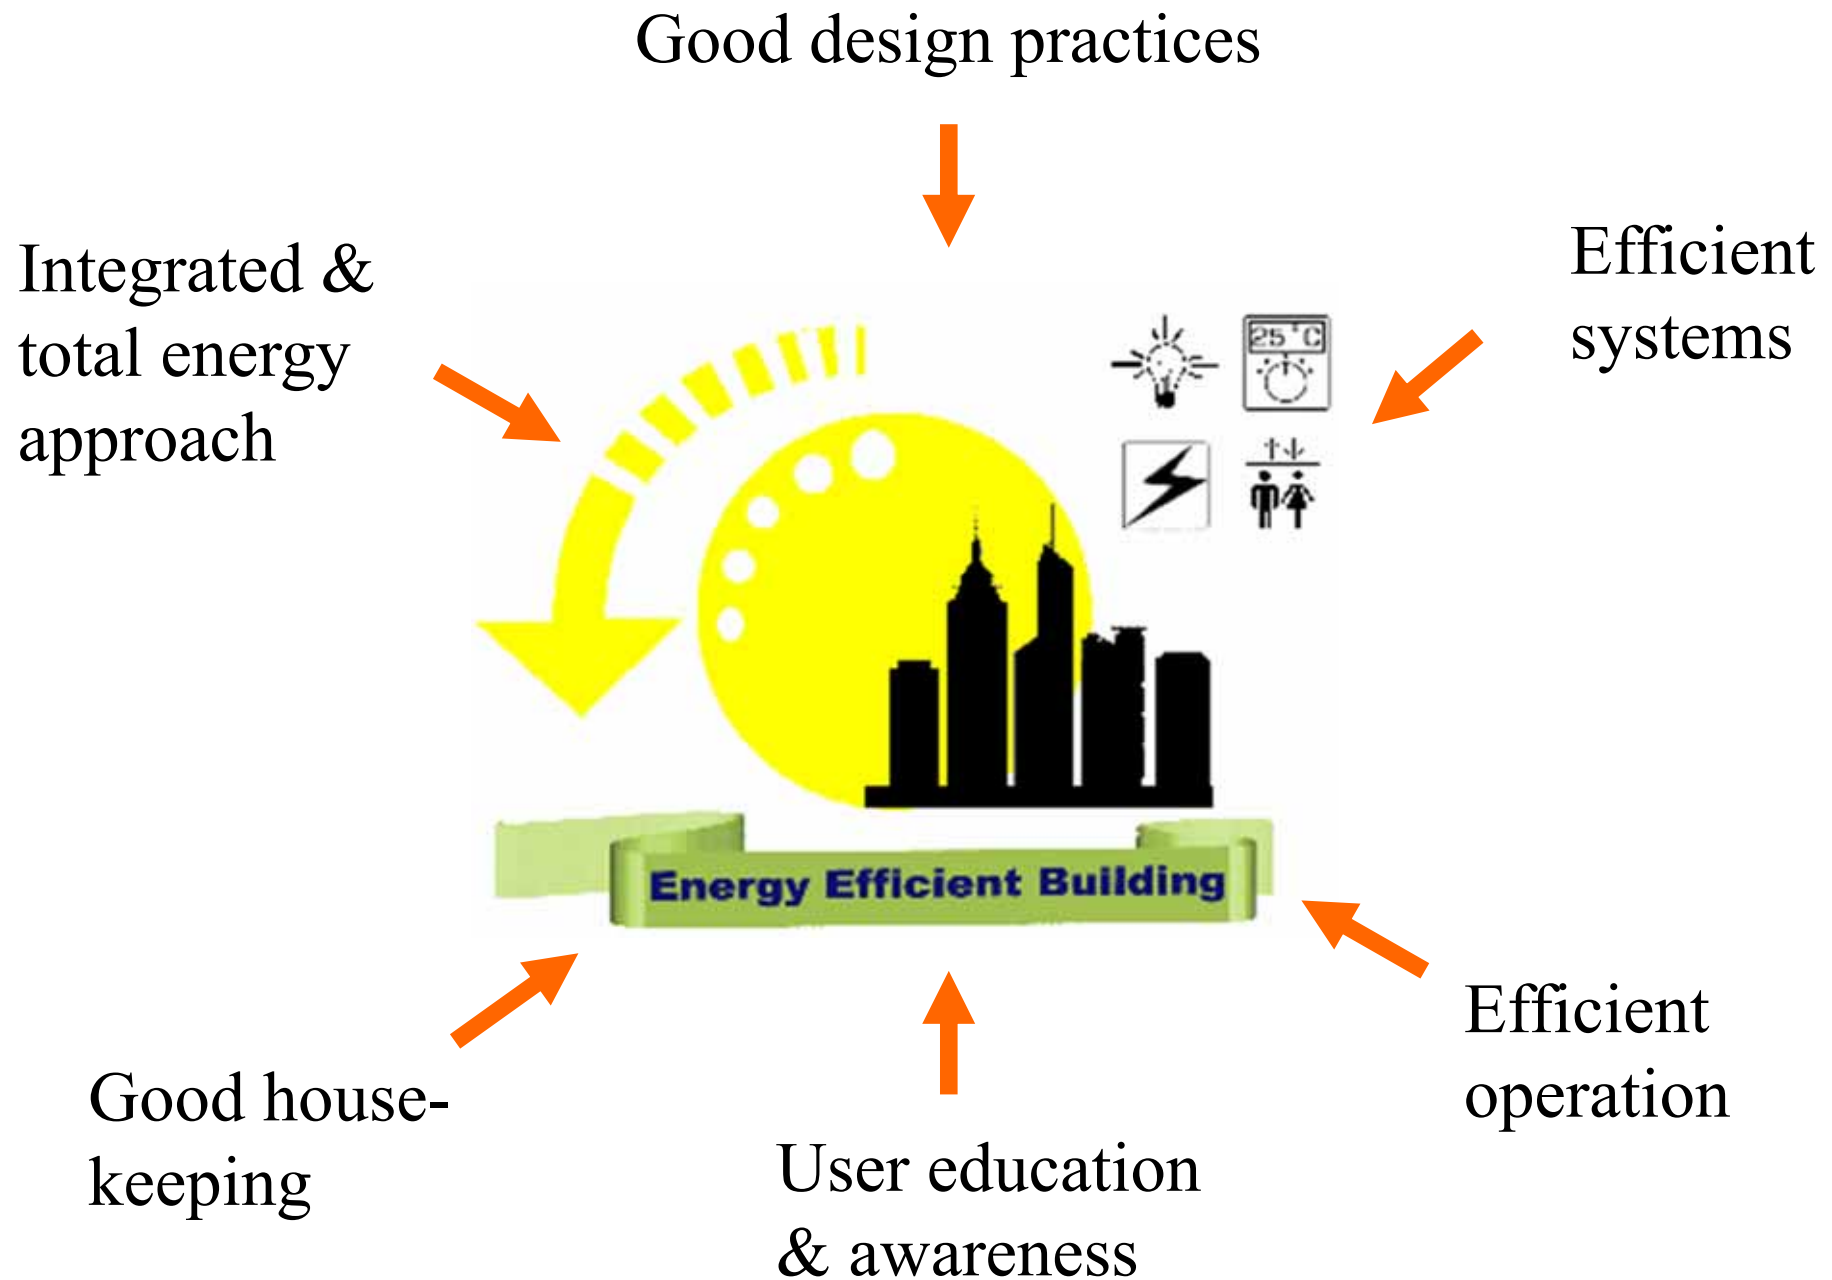 Good design practices
Integrated &
total energy
approach
Efficient
systems
25°C
Energy Efficient Building
Good house-
keeping
User education
& awareness
Efficient
operation